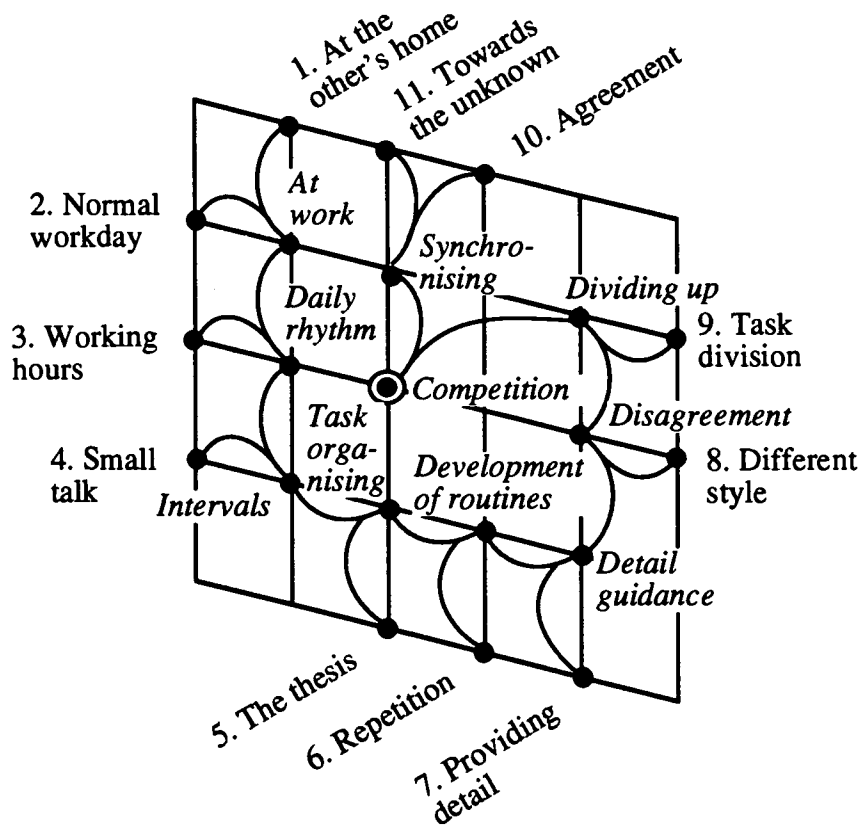 1. At the
other's home
11. Towards
the unknown
10. Agreement
2. Normal
workday
At
work
Synchro-
nising
Daily
rhythm
Dividing up
9. Task
division
3. Working
hours
Competition
Task
orga-
nising
Disagreement
4. Small
talk
Development
of routines
8. Different
style
Intervals
Detail
guidance
5. The thesis
6. Repetition
7. Providing
detail